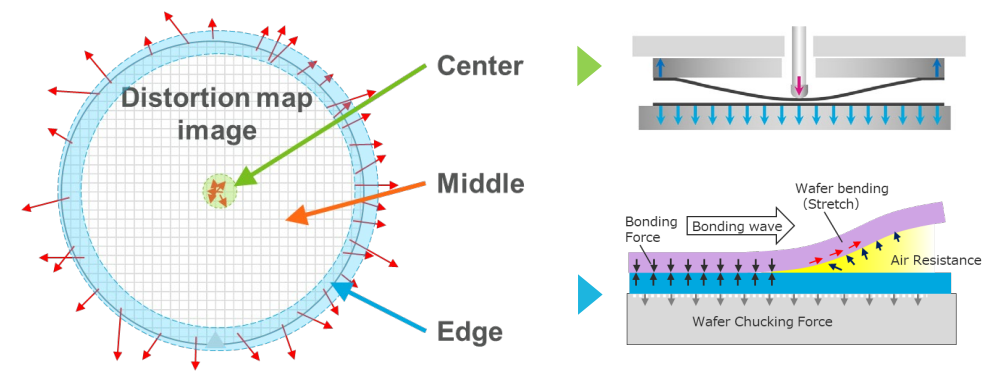 Distortion map
image
Center
Middle
Edge
Wafer bending
(Stretch)
Bonding
Force
Bonding wave
Air Resistance
Wafer Chucking Force